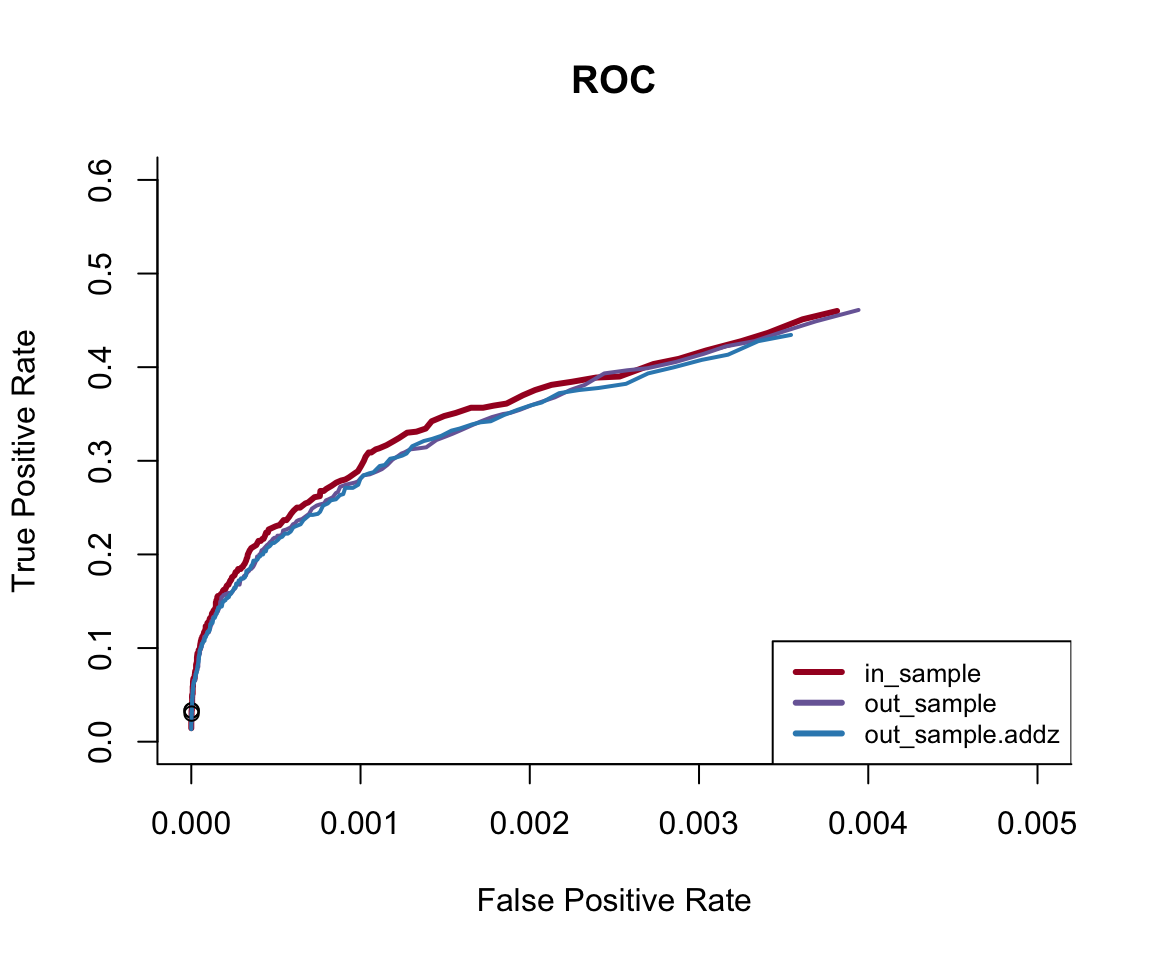 ROC
True Positive Rate
0.6
0.5
0.4
0.3
0.2
0.1
0.0
in_sample
out_sample
out_sample.addz
0.000 0.001 0.002 0.003 0.004 0.005
False Positive Rate